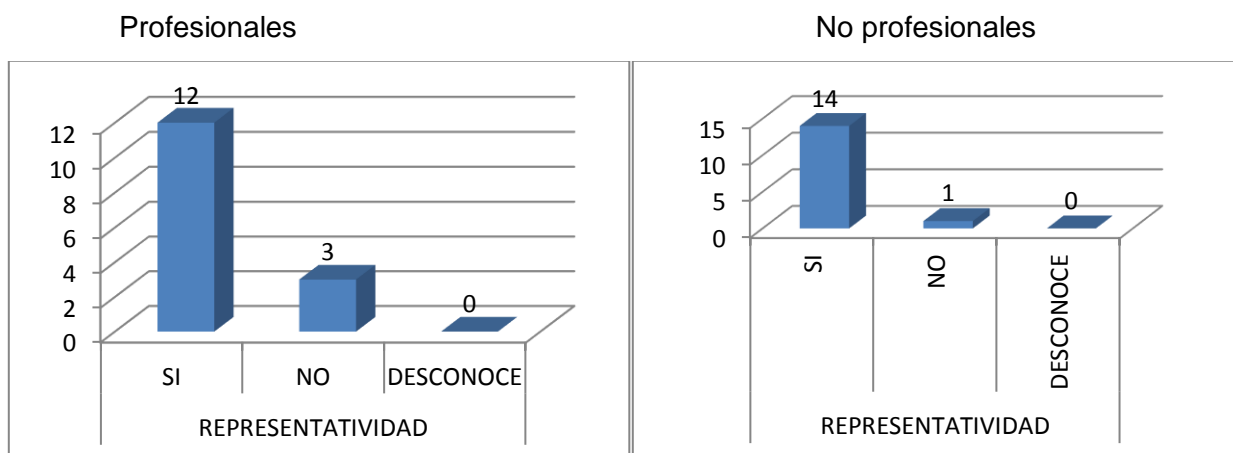 Profesionales
No profesionales
12
12
10
8
6
4
2
0
3
0
SI
NO
DESCONOCE
REPRESENTATIVIDAD
14
15
10
5
0
1
0
SI
NO
DESCONOCE
REPRESENTATIVIDAD